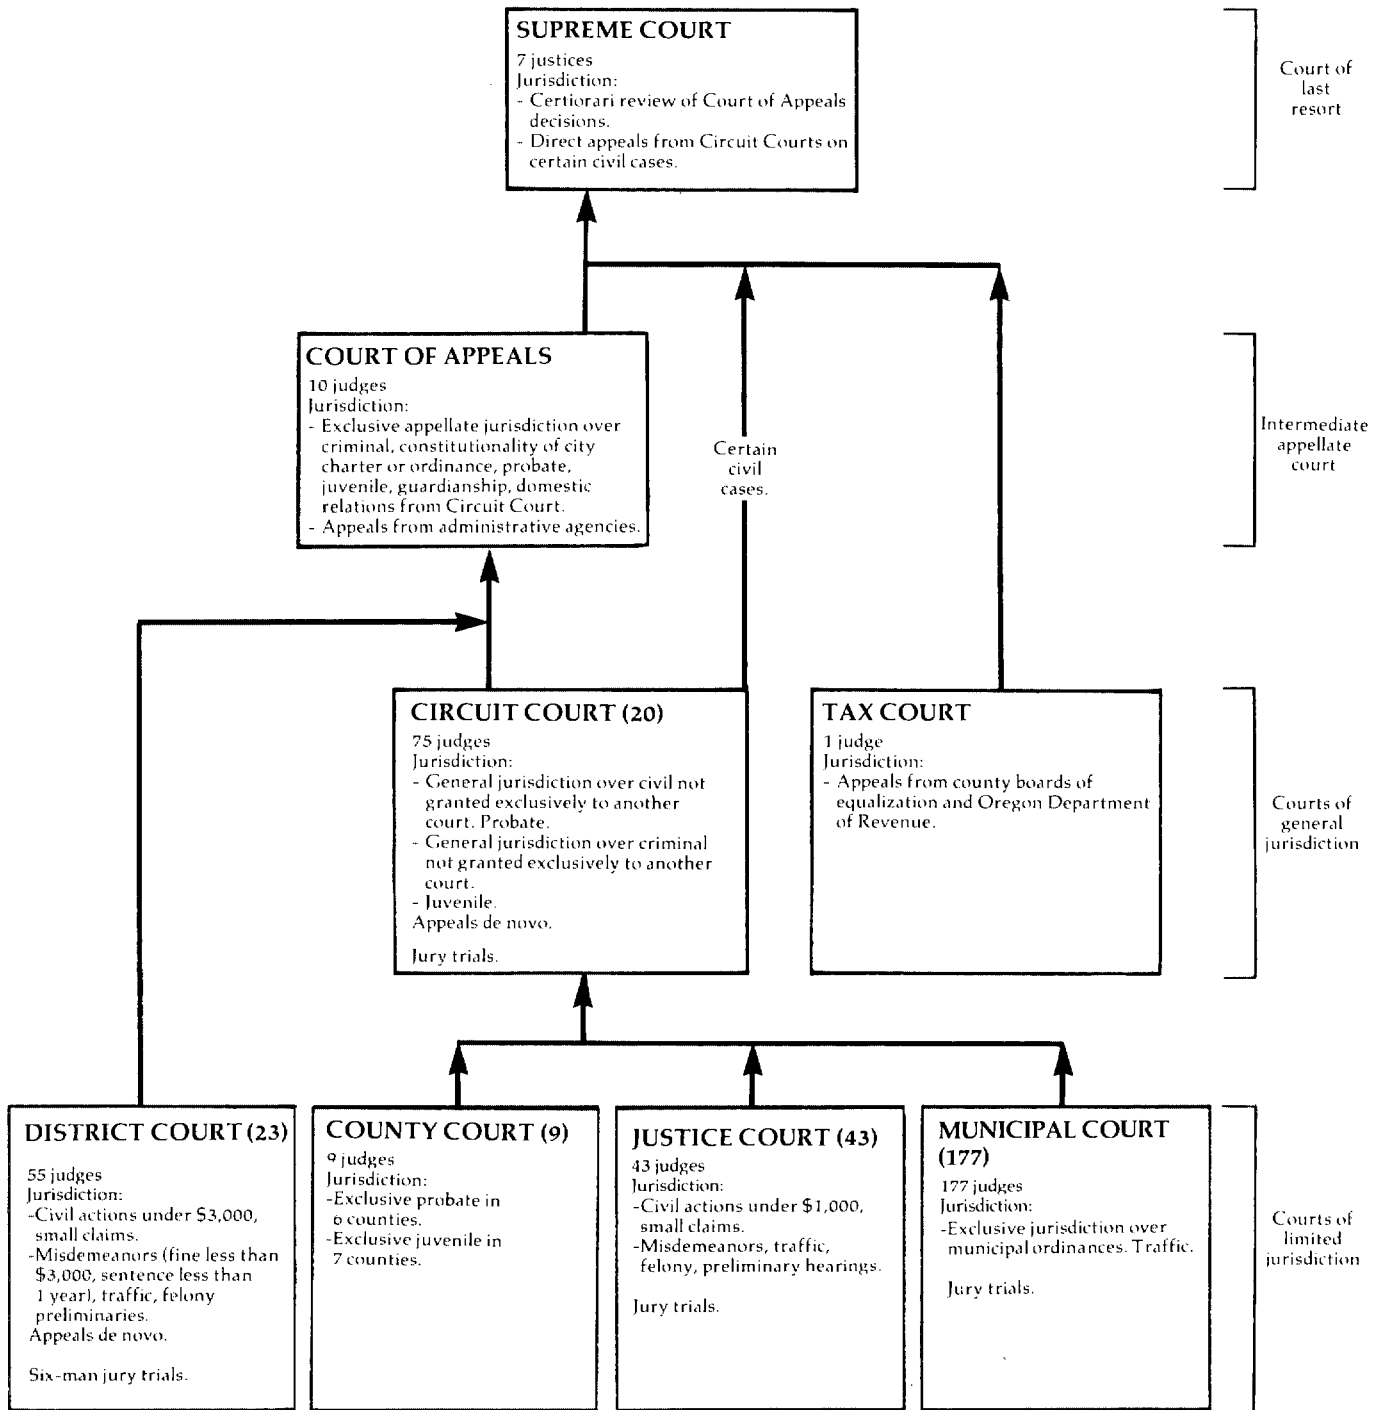 SUPREME COURT
7 justices
Jurisdiction:
- Certiorari review of Court of Appeals
decisions.
- Direct appeals from Circuit Courts on
certain civil cases.
Court of
last
resort
COURT OF APPEALS
10 judges
Jurisdiction:
- Exclusive appellate jurisdiction over
criminal, constitutionality of city
charter or ordinance, probate,
juvenile, guardianship, domestic
relations from Circuit Court.
- Appeals from administrative agencies.
Certain
civil
cases.
Intermediate
appellate
court
CIRCUIT COURT (20)
75 judges
Jurisdiction:
- General jurisdiction over civil not
granted exclusively to another
court. Probate.
- General jurisdiction over criminal
not granted exclusively to another
court.
- Juvenile.
Appeals de novo.
Jury trials.
TAX COURT
1 judge
Jurisdiction:
- Appeals from county boards of
equalization and Oregon Department
of Revenue.
Courts of
general
jurisdiction
DISTRICT COURT (23)
55 judges
Jurisdiction:
-Civil actions under $3,000,
small claims.
-Misdemeanors (fine less than
$3,000, sentence less than
1 year), traffic, felony
preliminaries.
Appeals de novo.
Six-man jury trials.
COUNTY COURT (9)
9 judges
Jurisdiction:
-Exclusive probate in
6 counties.
-Exclusive juvenile in
7 counties.
JUSTICE COURT (43)
43 judges
Jurisdiction:
-Civil actions under $1,000,
small claims.
-Misdemeanors, traffic,
felony, preliminary hearings.
Jury trials.
MUNICIPAL COURT
(177)
177 judges
Jurisdiction:
-Exclusive jurisdiction over
municipal ordinances. Traffic.
Jury trials.
Courts of
limited
jurisdiction